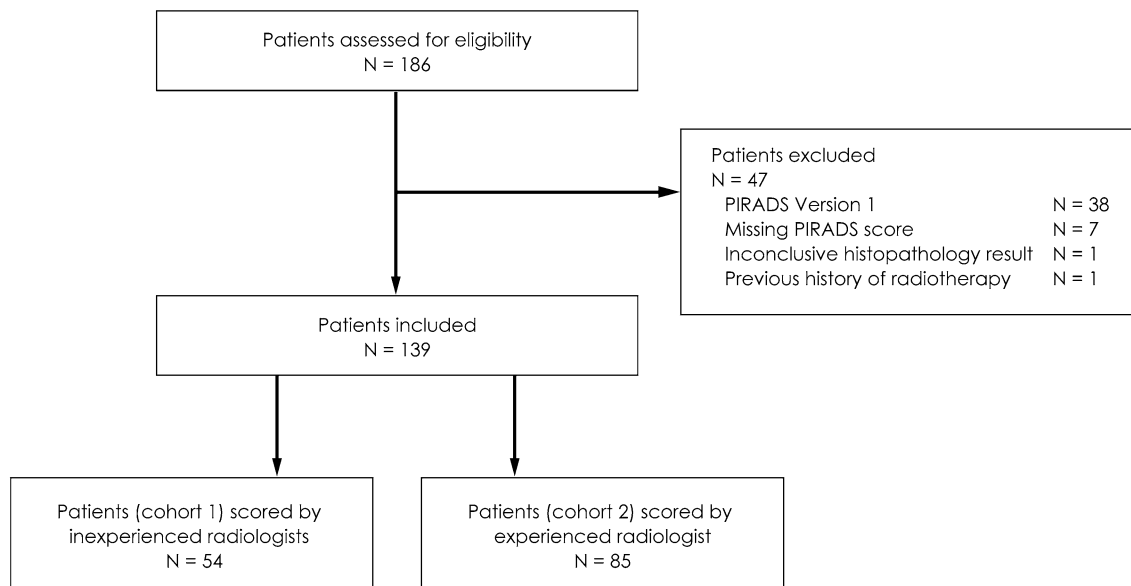 Patients assessed for eligibility
N = 186
Patients excluded
N = 47
PIRADS Version 1 N = 38
Missing PIRADS score N = 7
Inconclusive histopathology result N = 1
Previous history of radiotherapy N = 1
Patients included
N = 139
Patients (cohort 1) scored by
inexperienced radiologists
N = 54
Patients (cohort 2) scored by
experienced radiologist
N = 85